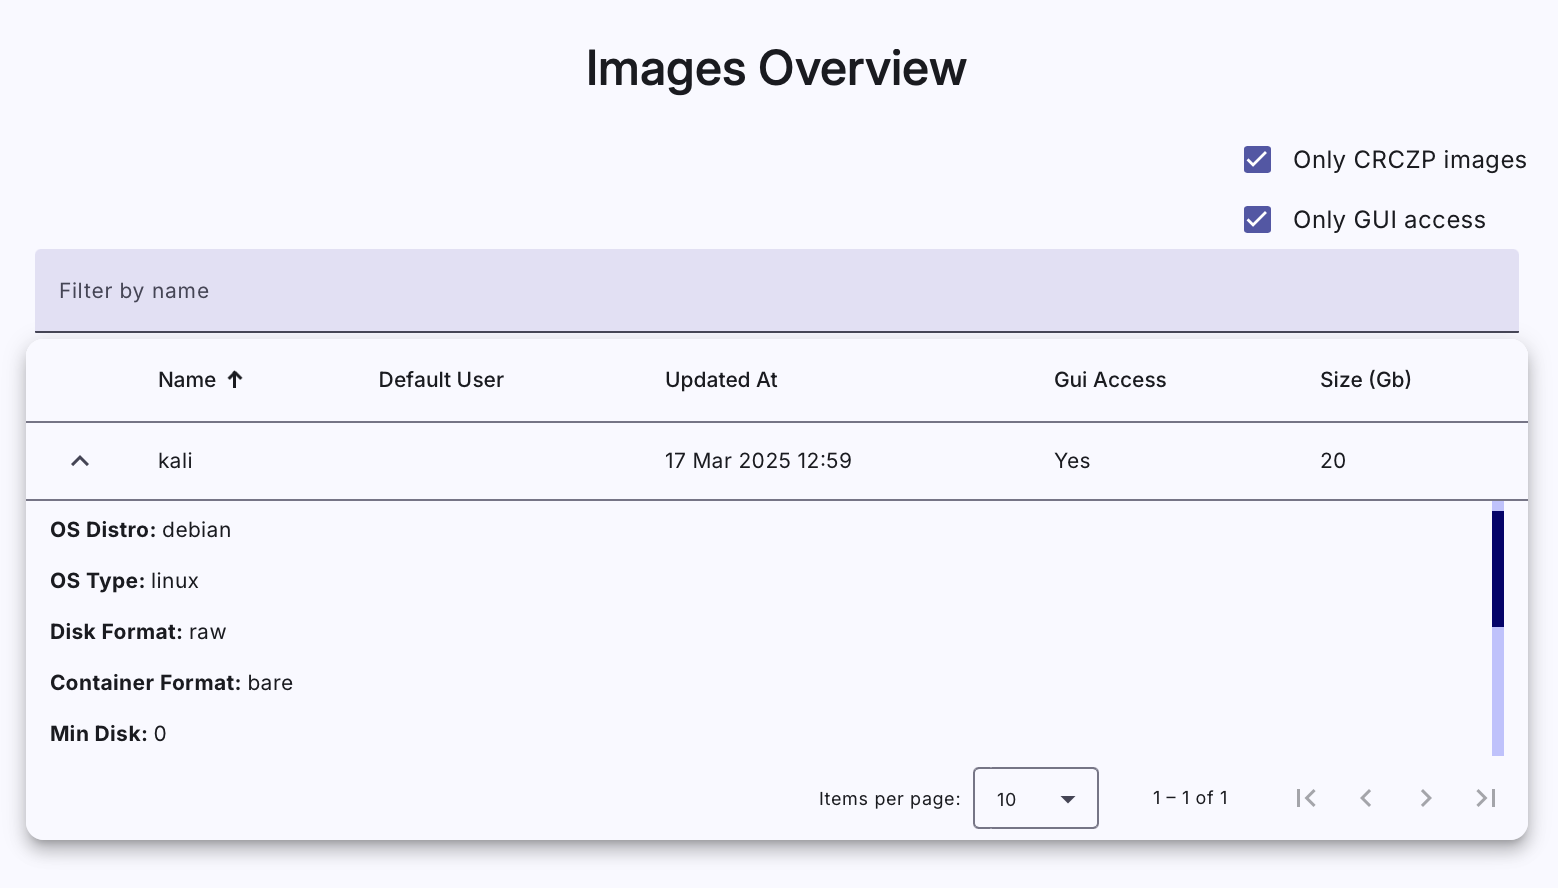 Images Overview
Only CRCZP images
Only GUI access
Filter by name
Name Default User Updated At Gui Access Size (Gb)
kali 17 Mar 2025 12:59 Yes 20
OS Distro: debian
OS Type: linux
Disk Format: raw
Container Format: bare
Min Disk: 0
Items per page: 10 1 – 1 of 1